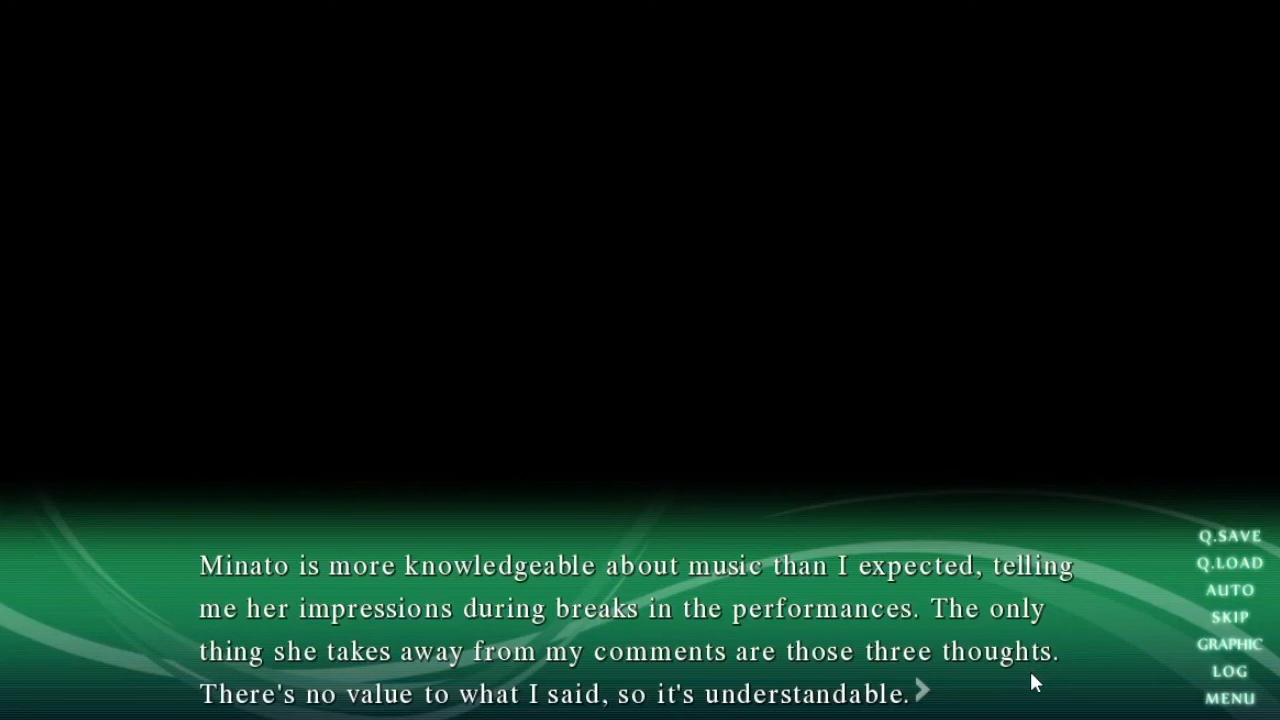 Minato is more knowledgeable about music than I expected, telling
me her impressions during breaks in the performances. The only
thing she takes away from my comments are those three thoughts.
There's no value to what I said, so it's understandable.
Q.SAVE
Q.LOAD
AUTO
SKIP
GRAPHIC
LOG
MENU